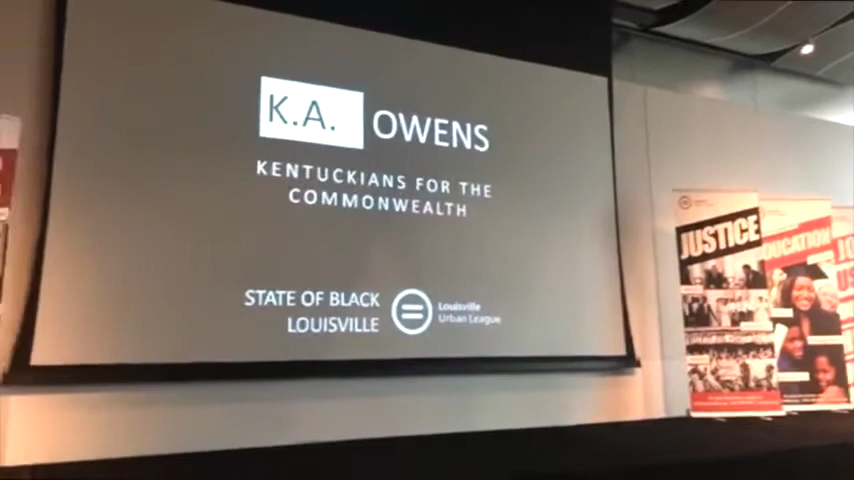 K.A. OWENS
KENTUCKIANS FOR THE
COMMONWEALTH
STATE OF BLACK
LOUISVILLE
Louisville
Urban League
JUSTICE
EDUCATION